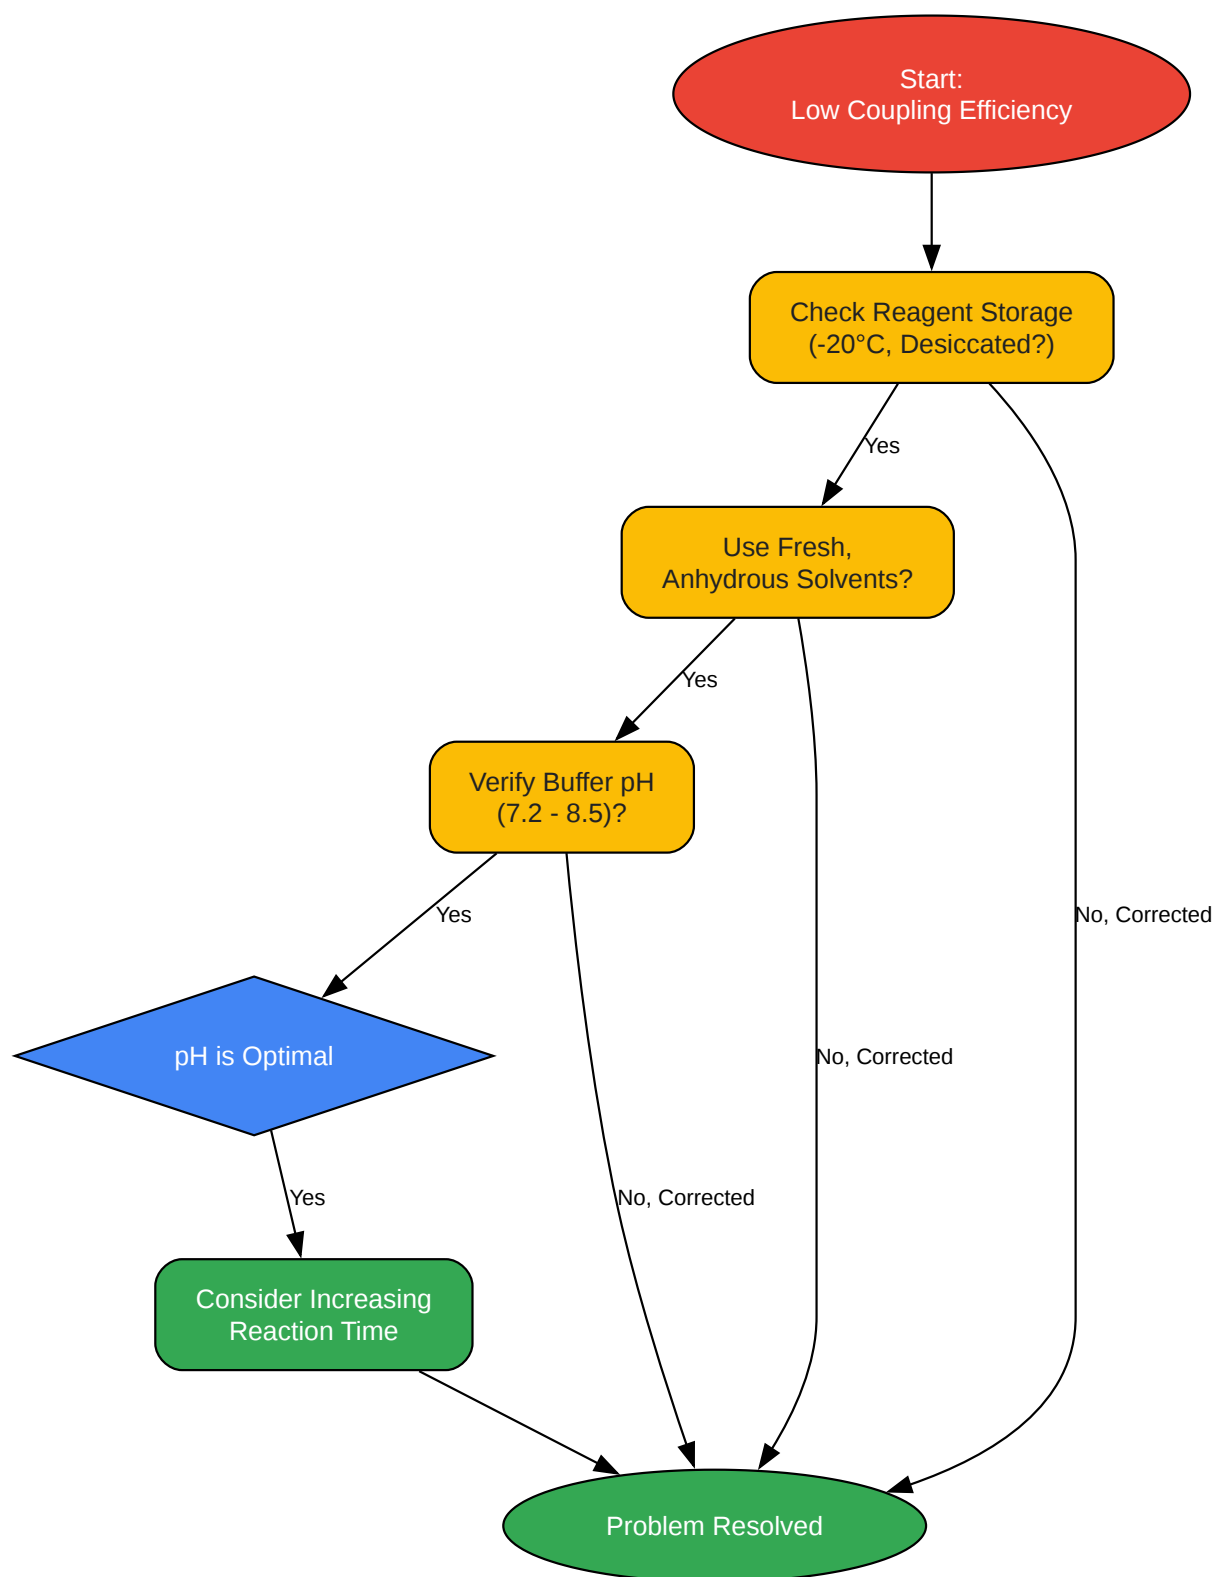 Start:
Low Coupling Efficiency
Check Reagent Storage
(-20°C, Desiccated?)
Yes
Use Fresh,
Anhydrous Solvents?
Yes
Verify Buffer pH
(7.2 - 8.5)?
Yes
No, Corrected
pH is Optimal
No, Corrected
Yes
No, Corrected
Consider Increasing
Reaction Time
Problem Resolved